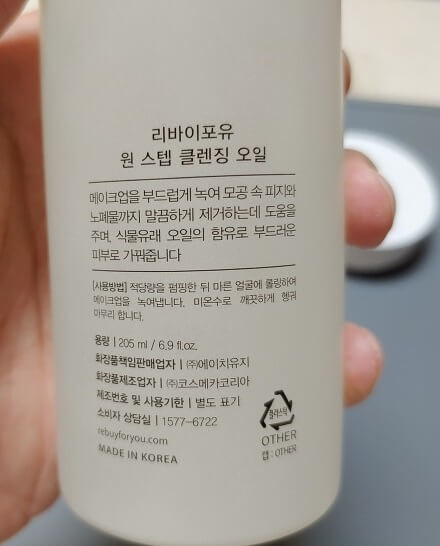 리바이포유
원 스텝 클렌징 오일
메이크업을 부드럽게 녹여 모공 속 피지와
노폐물까지 말끔하게 제거하는데 도움을
주며, 식물유래 오일의 함유로 부드러운
피부로 가꿔줍니다
[사용방법] 적당량을 펌핑한 뒤 마른 얼굴에 롤링하여
메이크업을 녹여냅니다. 미온수로 깨끗하게 헹궈
마무리 합니다.
용량 | 205 ml / 6.9 fl.oz.
화장품책임판매업자 | ㈜에이치유지
화장품제조업자 | ㈜코스메카코리아
제조번호 및 사용기한 | 별도 표기
소비자 상담실 | 1577-6722
rebuyforyou.com
MADE IN KOREA
플라스틱
OTHER
캡 : OTHER